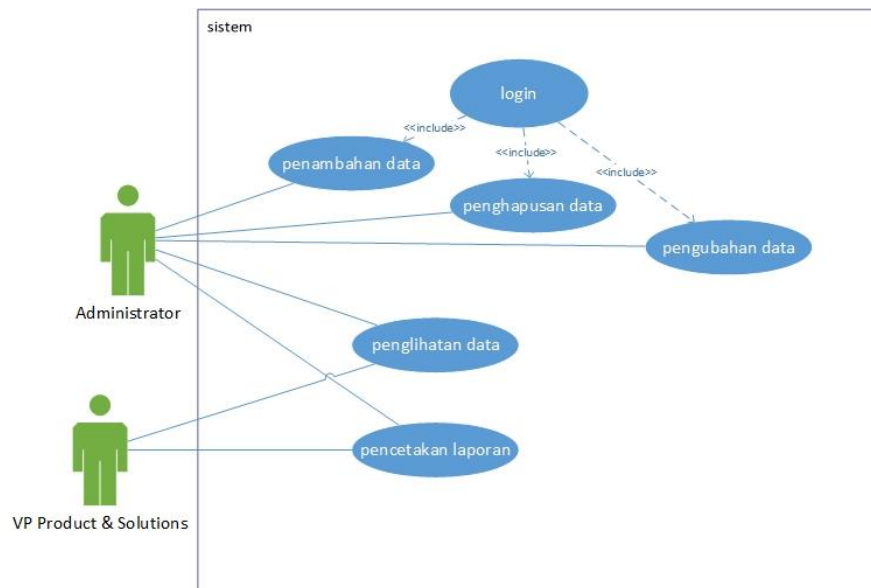 sistem
login
<<include>>
<<include>>
<<include>>
penambahan data
penghapusan data
pengubahan data
Administrator
penglihatan data
pencetakan laporan
VP Product & Solutions